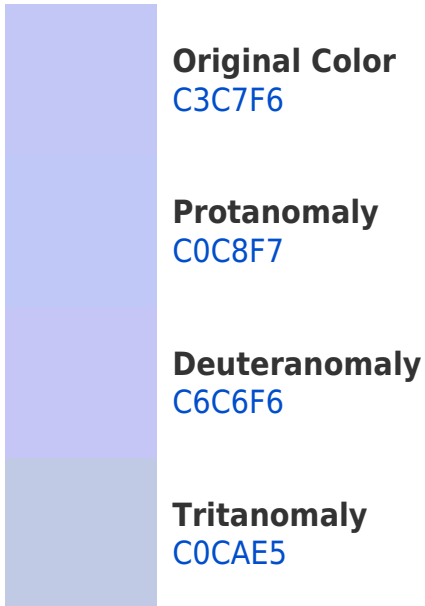 Original Color
C3C7F6
Protanomaly
C0C8F7
Deuteranomaly
C6C6F6
Tritanomaly
C0CAE5